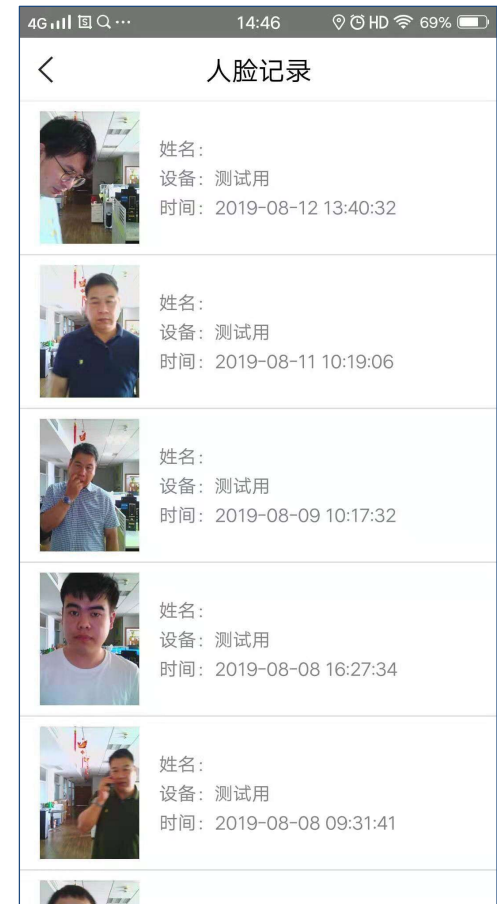 4G 14:46 HD 69%
人脸记录
姓名：
设备：测试用
时间：2019-08-12 13:40:32
姓名：
设备：测试用
时间：2019-08-11 10:19:06
姓名：
设备：测试用
时间：2019-08-09 10:17:32
姓名：
设备：测试用
时间：2019-08-08 16:27:34
姓名：
设备：测试用
时间：2019-08-08 09:31:41